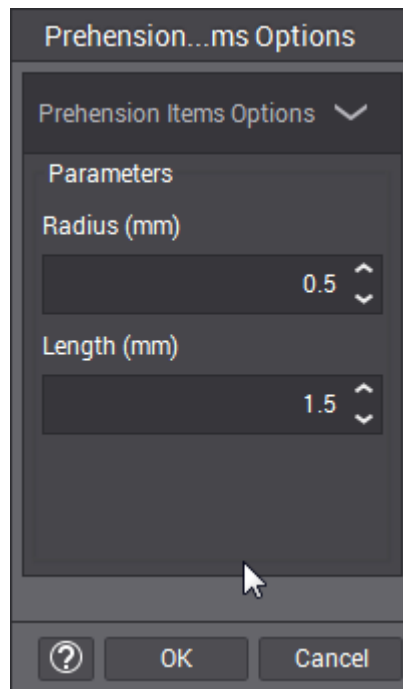 Prehension...ms Options
Prehension Items Options
Parameters
Radius (mm)
0.5
Length (mm)
1.5
? OK Cancel